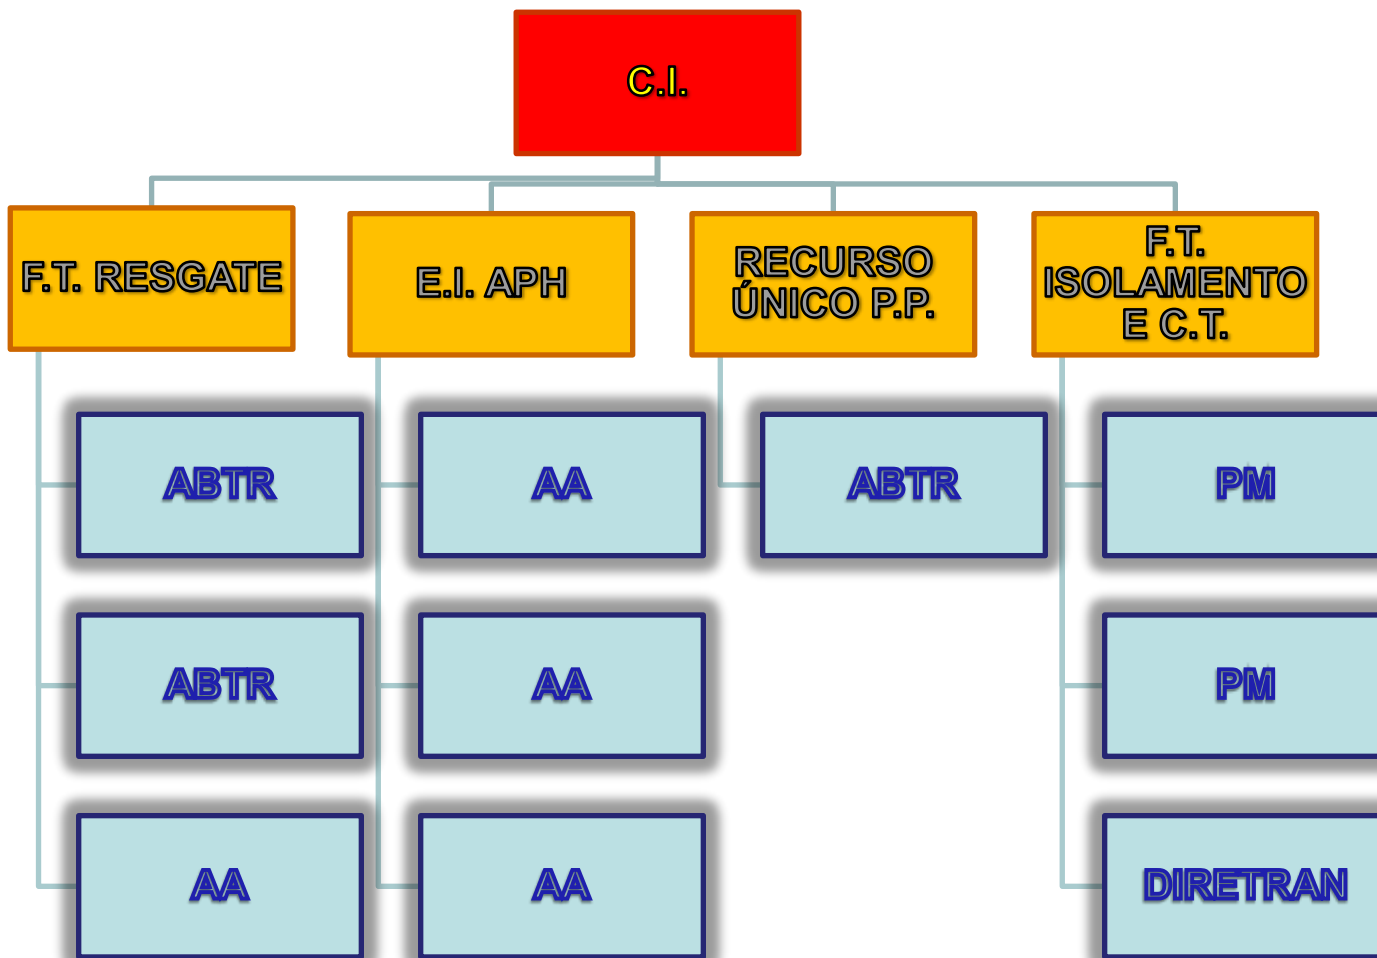 C.I.
F.T. RESGATE
E.I. APH
RECURSO
ÚNICO P.P.
F.T.
ISOLAMENTO
E C.T.
ABTR
AA
ABTR
PM
ABTR
AA
PM
AA
AA
DIRETRAN